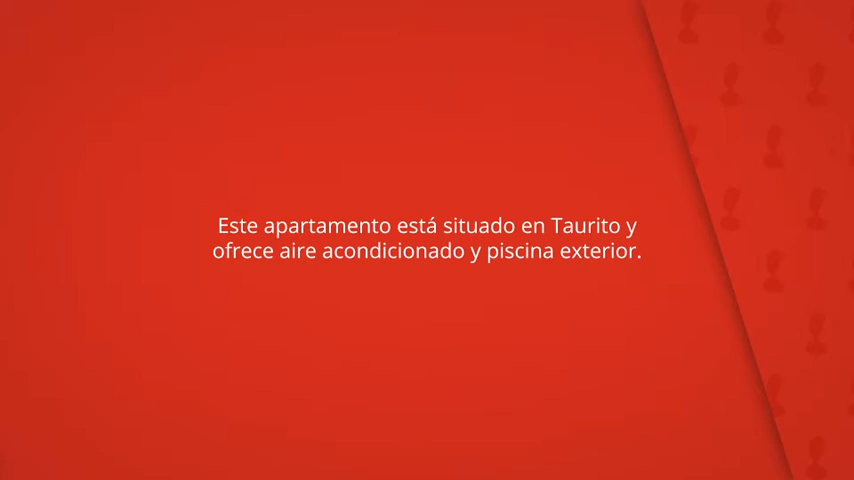 Este apartamento está situado en Taurito y
ofrece aire acondicionado y piscina exterior.